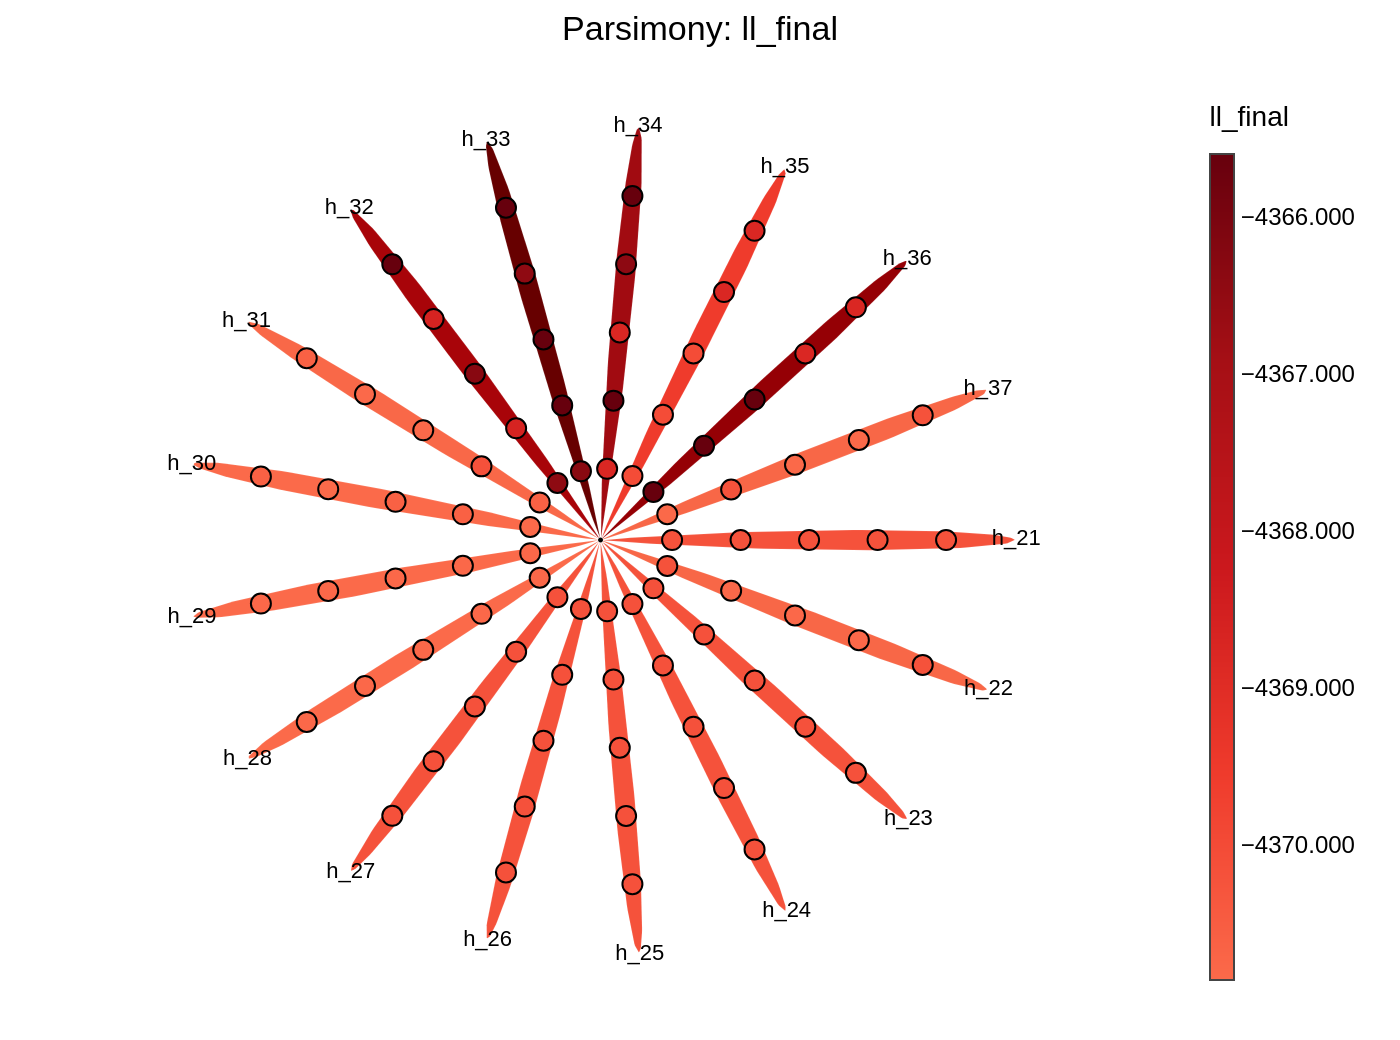 Parsimony: ll_final
ll_final
h_34
h_33
h_35
h_32
h_36
h_31
h_37
h_30
h_21
h_29
h_22
h_28
h_23
h_27
h_24
h_26
h_25
−4366.000
−4367.000
−4368.000
−4369.000
−4370.000